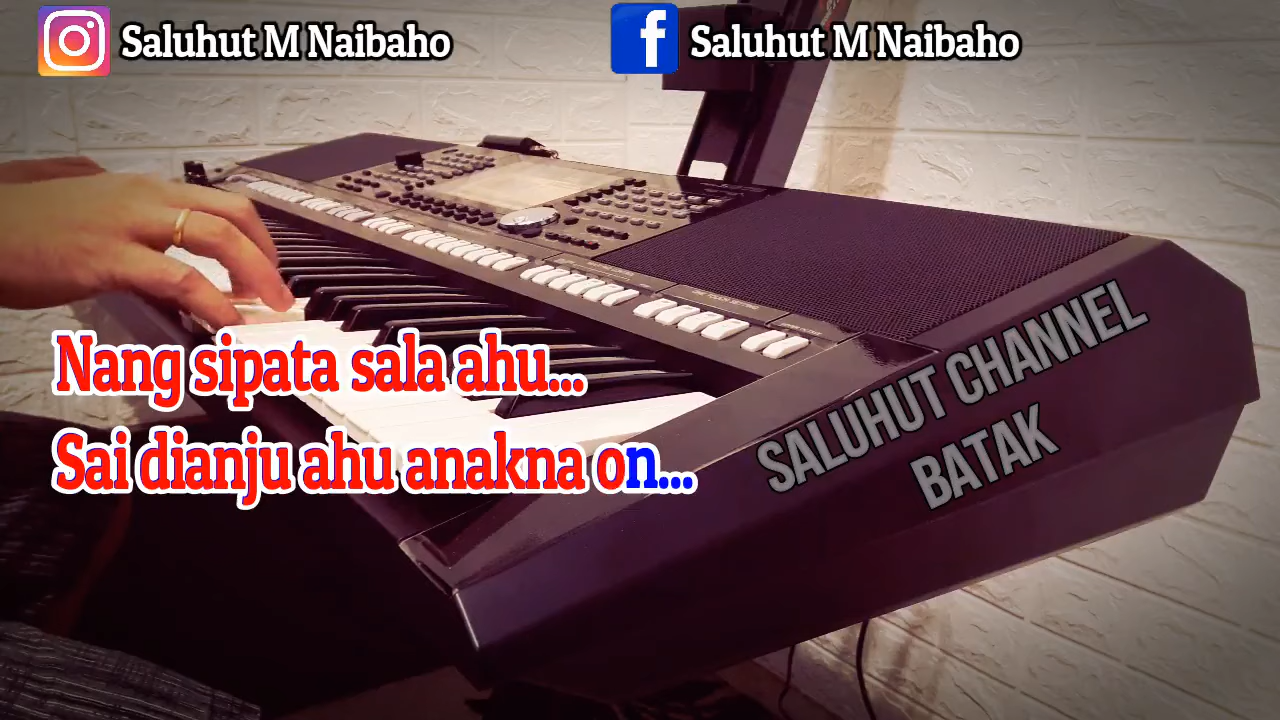 Saluhut M Naibaho
Saluhut M Naibaho
SALUHUT CHANNEL
BATAK
Nang sipata sala ahu...
Sai dianju ahu anakna on...